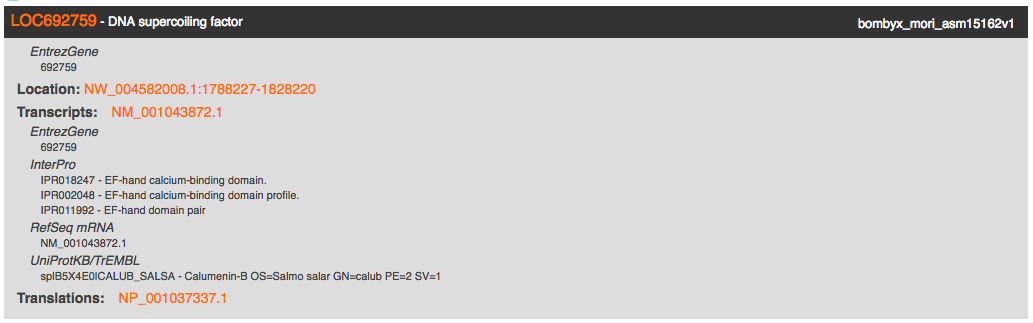 LOC692759 - DNA supercoiling factor bombyx_mori_asm15162v1
EntrezGene
692759
Location: NW_004582008.1:1788227-1828220
Transcripts: NM_001043872.1
EntrezGene
692759
InterPro
IPR018247 - EF-hand calcium-binding domain.
IPR002048 - EF-hand calcium-binding domain profile.
IPR011992 - EF-hand domain pair
RefSeq mRNA
NM_001043872.1
UniProtKB/TrEMBL
sp|B5X4E0|CALUB_SALSA - Calumenin-B OS=Salmo salar GN=calub PE=2 SV=1
Translations: NP_001037337.1